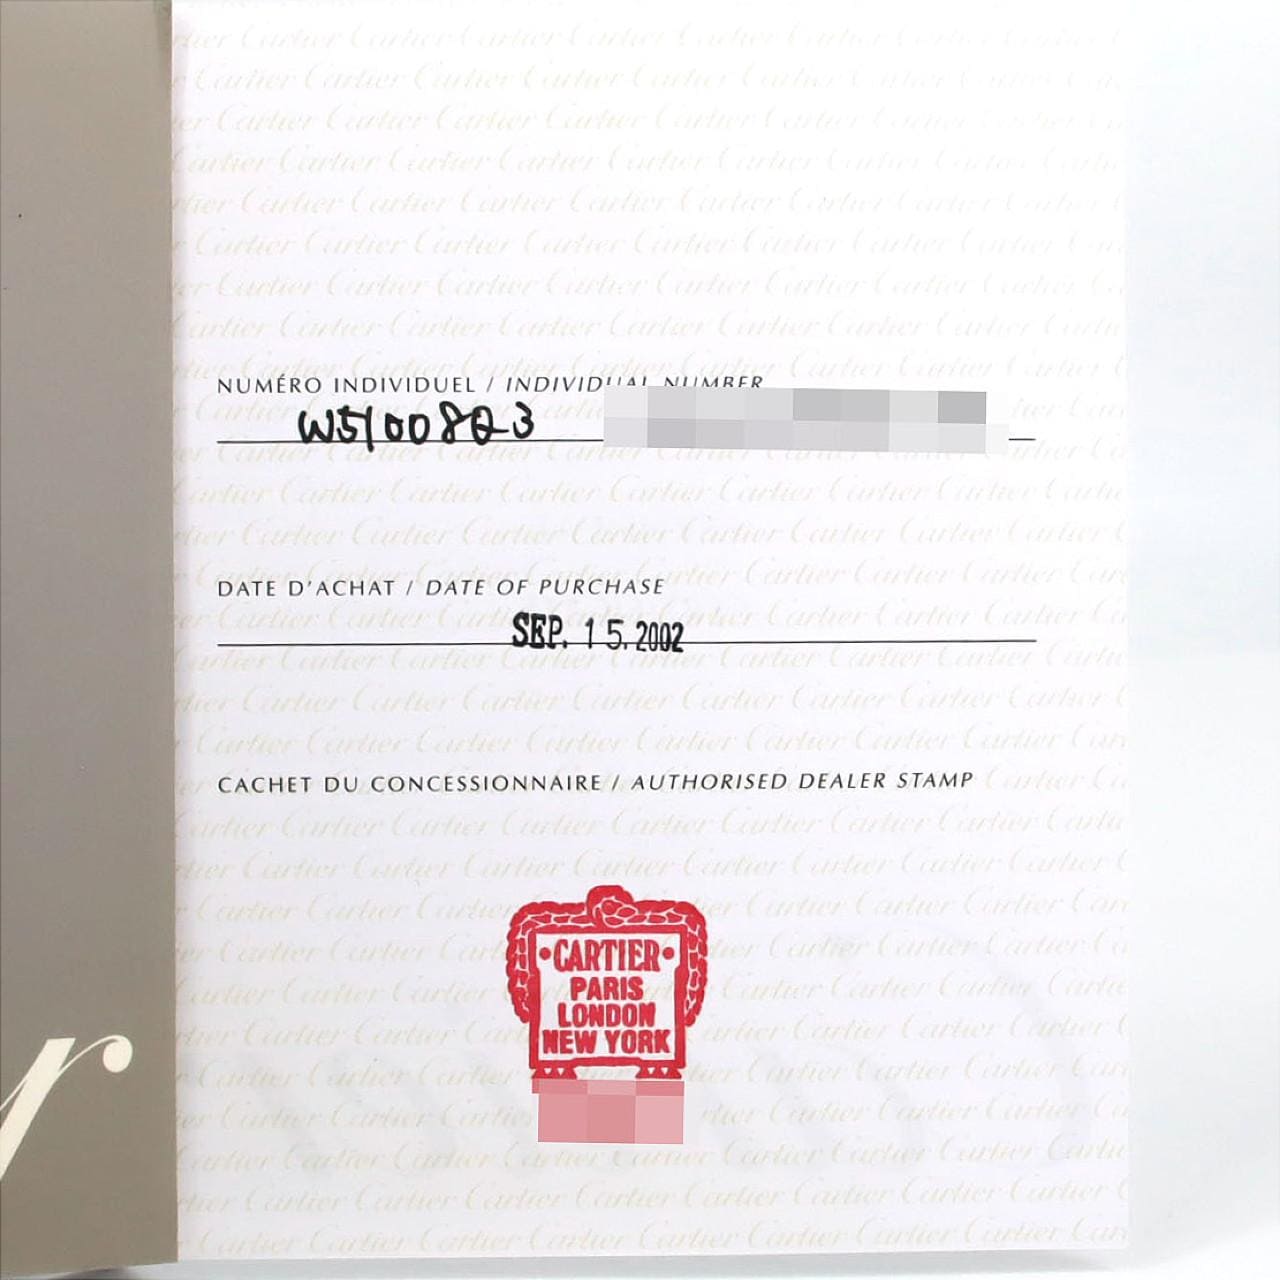 NUMÉRO INDIVIDUEL / INDIVIDUAL NUMBER
W51008Q3
DATE D'ACHAT / DATE OF PURCHASE
SEP. 15.2002
CACHET DU CONCESSIONNAIRE / AUTHORISED DEALER STAMP
•CARTIER•
PARIS
LONDON
NEW YORK